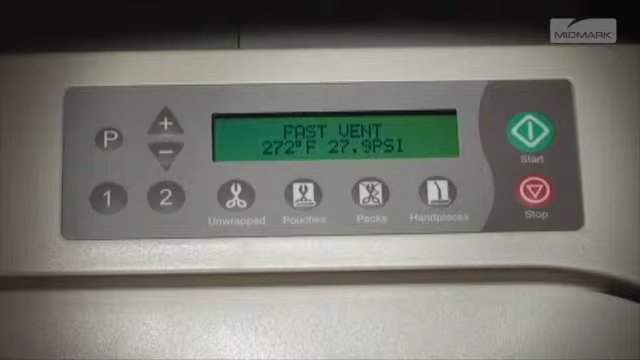 MIDMARK
FAST VENT
272°F 27.9PSI
P
+
-
1
2
Unwrapped
Pouches
Packs
Handpieces
Start
Stop